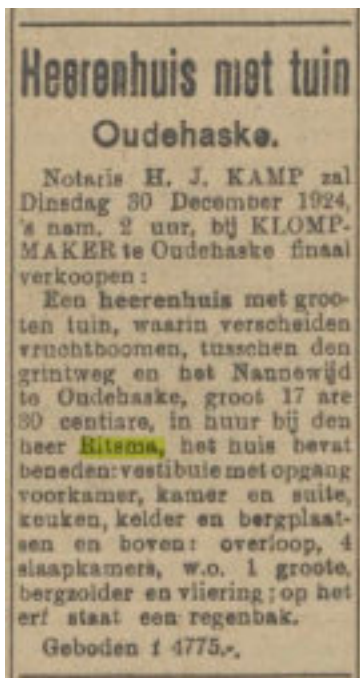 Heerenhuis met tuin
Oudehaske.
Notaris H. J. KAMP zal
Dinsdag 30 December 1924,
's nam. 2 uur, bij KLOMP-
MAKER te Oudehaske finaal
verkoopen:
Een heerenhuis met groo-
ten tuin, waarin verscheiden
vruchtboomen, tusschen den
grintweg en het Nannewijd
te Oudehaske, groot 17 are
30 centiare, in huur bij den
heer Ritsma, het huis bevat
beneden: vestibule met opgang
voorkamer, kamer en suite,
keuken, kelder en bergplaat-
sen en boven: overloop, 4
slaapkamers, w.o. 1 groote,
bergzolder en vliering; op het
erf staat een regenbak.
Geboden f 4775.-.